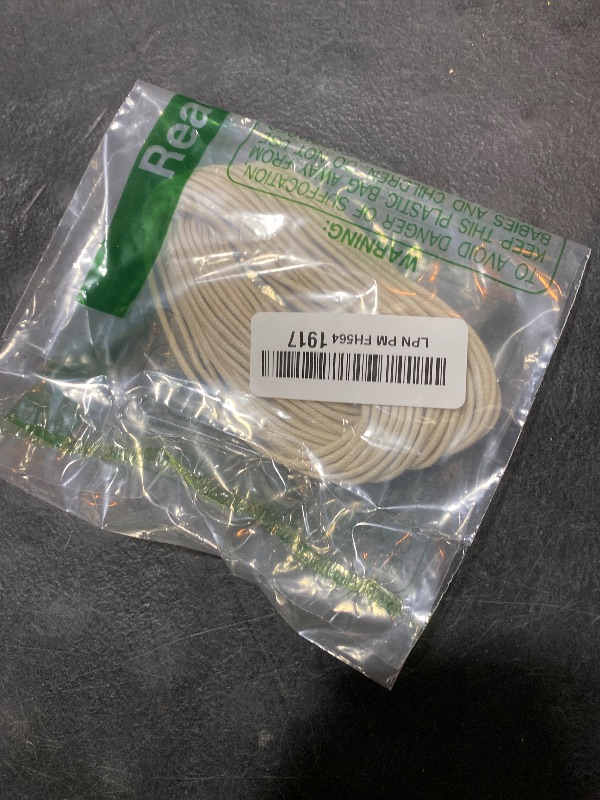 Rea
WARNING:
TO AVOID DANGER OF SUFFOCATION
KEEP THIS PLASTIC BAG AWAY FROM
BABIES AND CHILDREN DO NOT USE
LPN PM FH564 1917